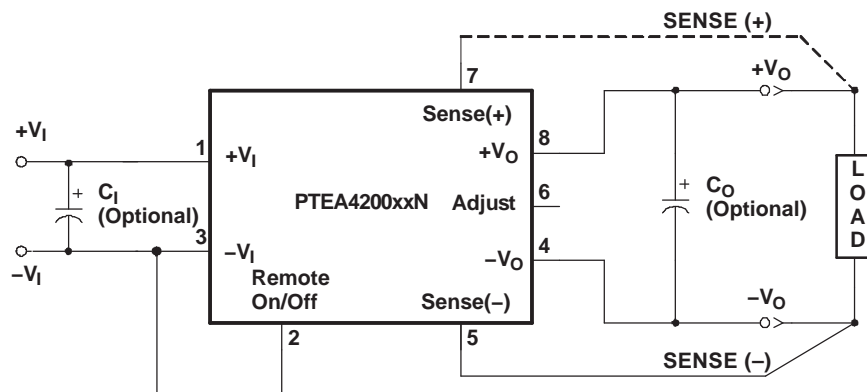 SENSE (+)
7
+VO
Sense(+)
8
+VI
1
+VI
+VO
+
CI
(Optional)
PTEA4200xxN
Adjust
6
+
CO
(Optional)
LOAD
3
–VI
4
–VO
–VI
Remote
On/Off
Sense(–)
–VO
2
5
SENSE (–)